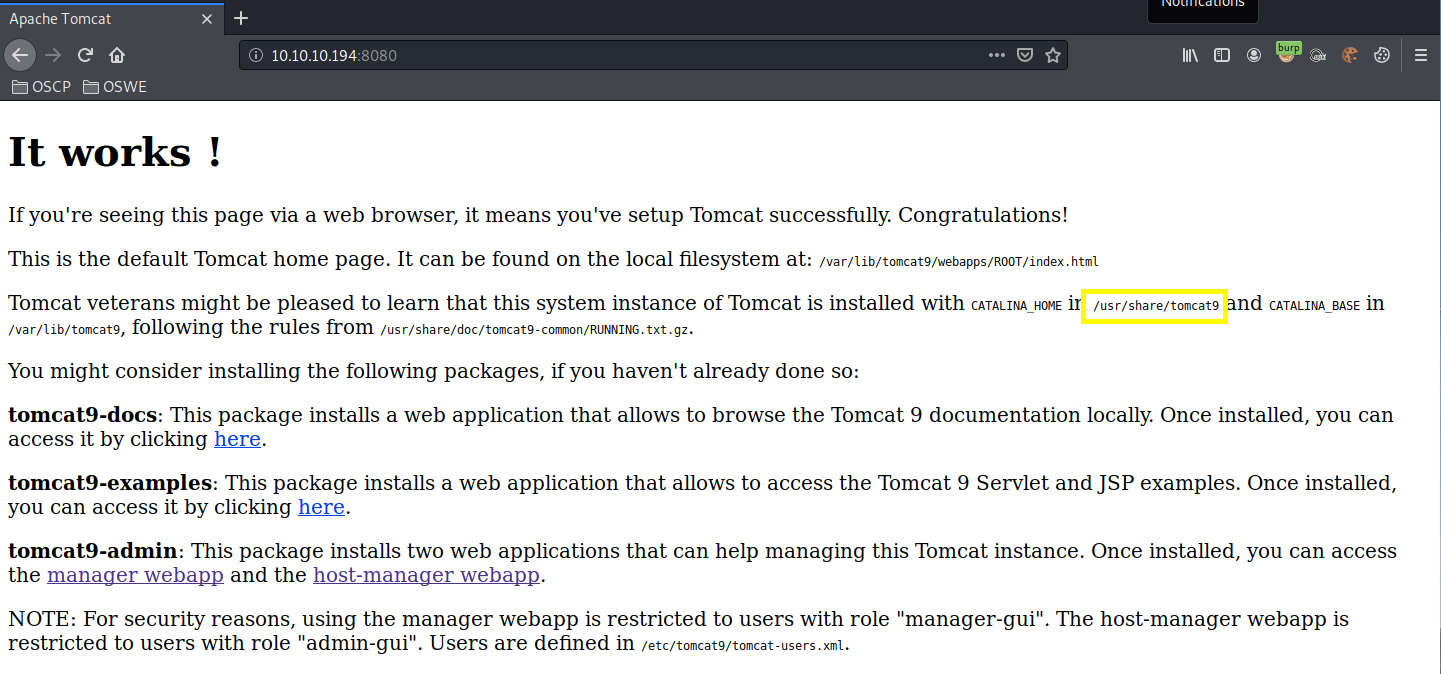 Notifications
Apache Tomcat
10.10.10.194:8080
burp
OSCP OSWE
It works !
If you're seeing this page via a web browser, it means you've setup Tomcat successfully. Congratulations!
This is the default Tomcat home page. It can be found on the local filesystem at: /var/lib/tomcat9/webapps/ROOT/index.html
Tomcat veterans might be pleased to learn that this system instance of Tomcat is installed with CATALINA_HOME in /usr/share/tomcat9 and CATALINA_BASE in
/var/lib/tomcat9, following the rules from /usr/share/doc/tomcat9-common/RUNNING.txt.gz.
You might consider installing the following packages, if you haven't already done so:
tomcat9-docs: This package installs a web application that allows to browse the Tomcat 9 documentation locally. Once installed, you can
access it by clicking here.
tomcat9-examples: This package installs a web application that allows to access the Tomcat 9 Servlet and JSP examples. Once installed,
you can access it by clicking here.
tomcat9-admin: This package installs two web applications that can help managing this Tomcat instance. Once installed, you can access
the manager webapp and the host-manager webapp.
NOTE: For security reasons, using the manager webapp is restricted to users with role "manager-gui". The host-manager webapp is
restricted to users with role "admin-gui". Users are defined in /etc/tomcat9/tomcat-users.xml.